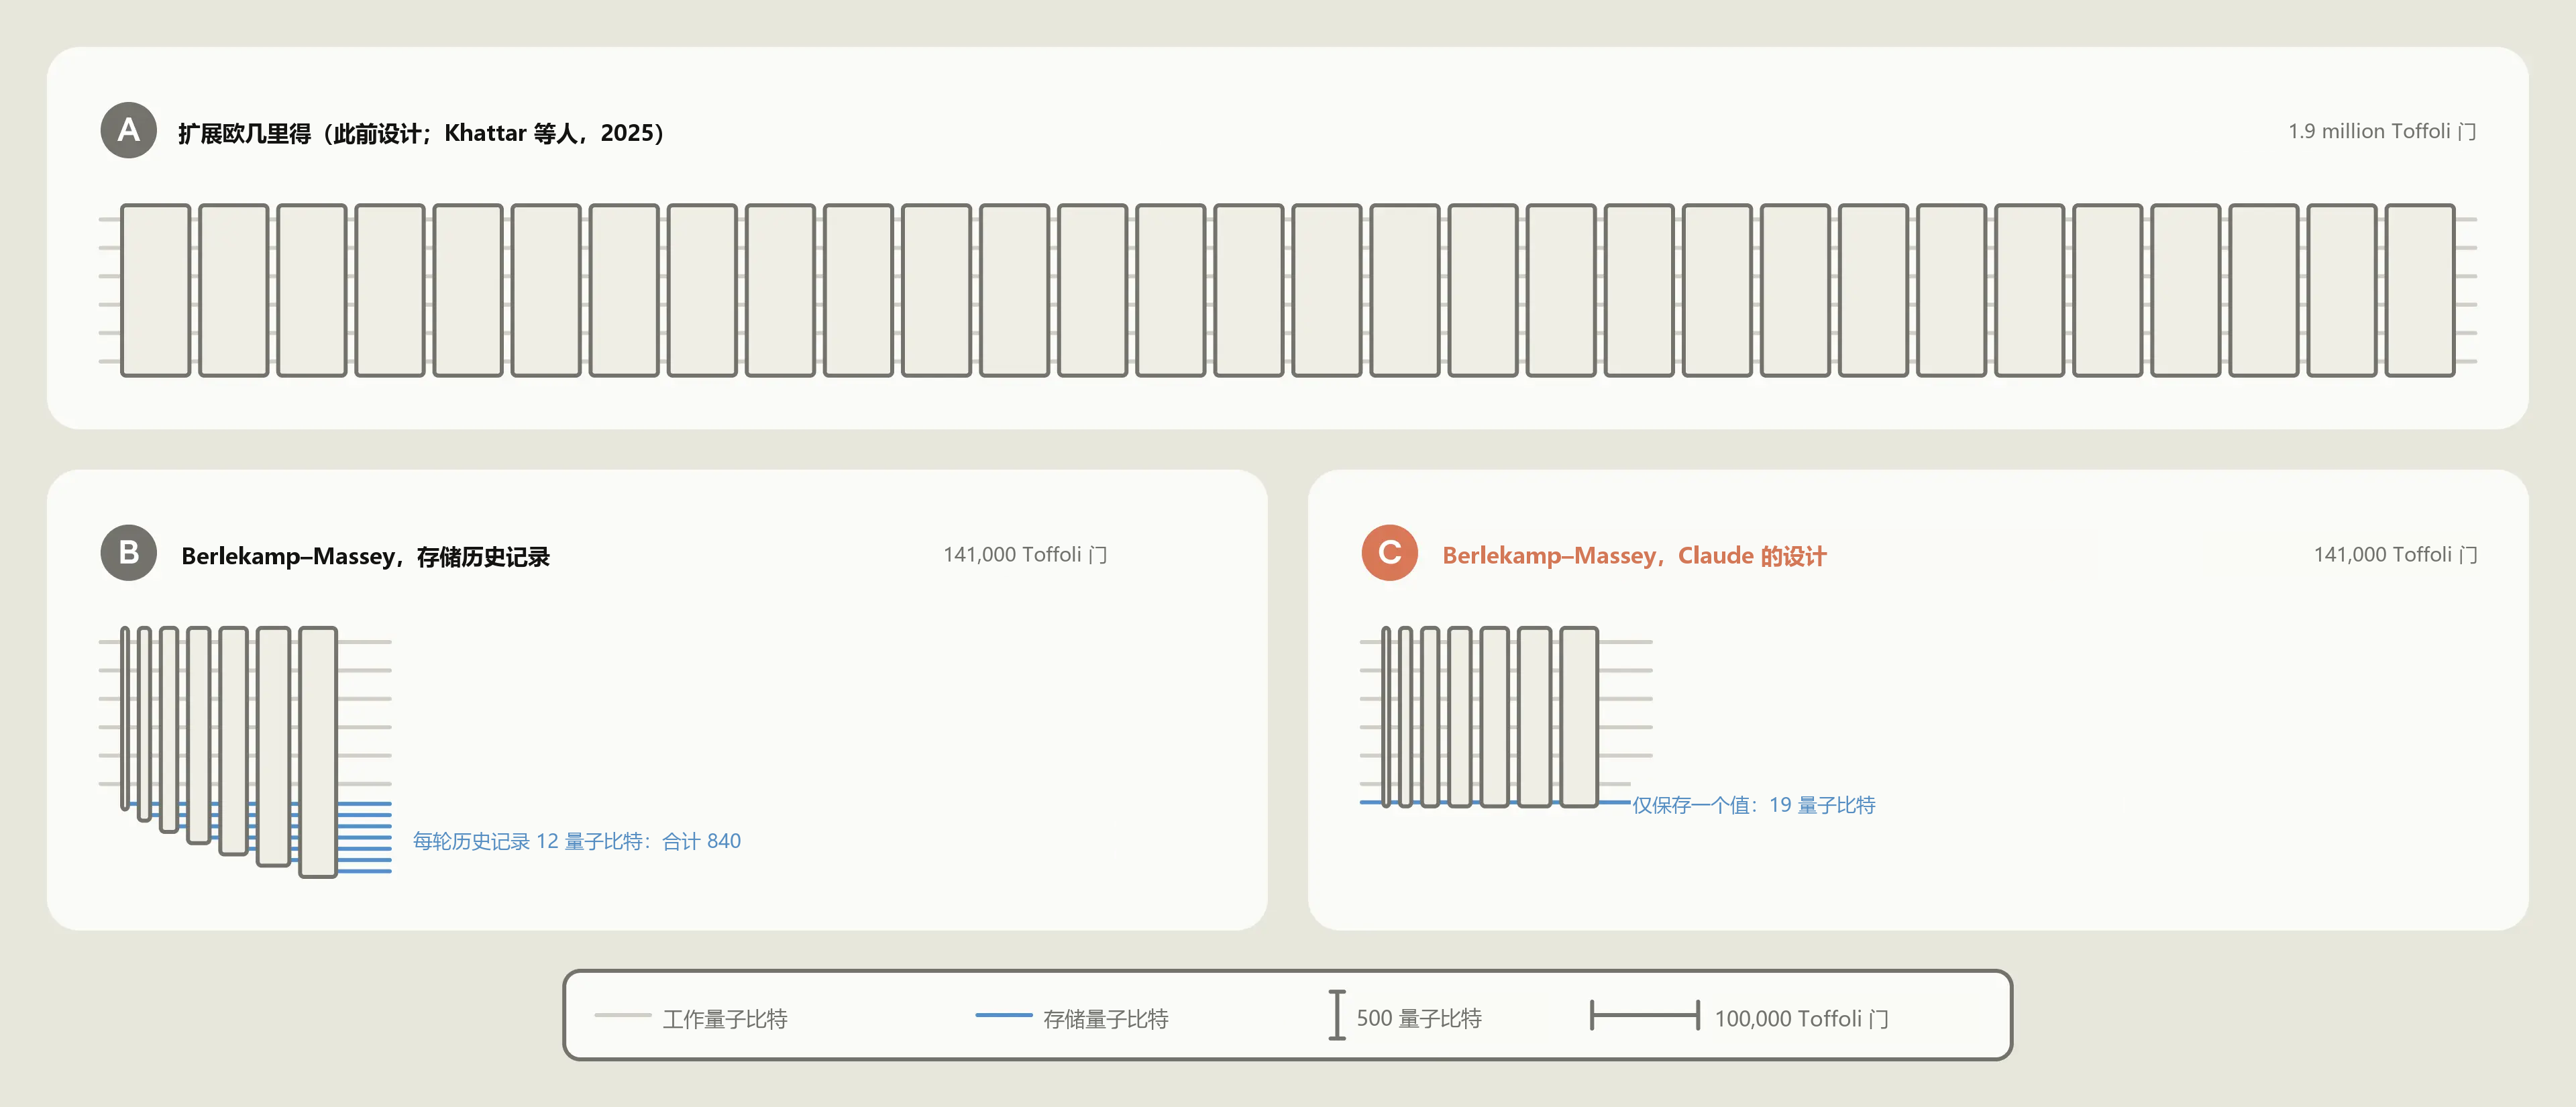 A
扩展欧几里得（此前设计；Khattar 等人，2025）
1.9 million Toffoli 门
B
Berlekamp–Massey，存储历史记录
141,000 Toffoli 门
每轮历史记录 12 量子比特：合计 840
C
Berlekamp–Massey，Claude 的设计
141,000 Toffoli 门
仅保存一个值：19 量子比特
工作量子比特
存储量子比特
500 量子比特
100,000 Toffoli 门